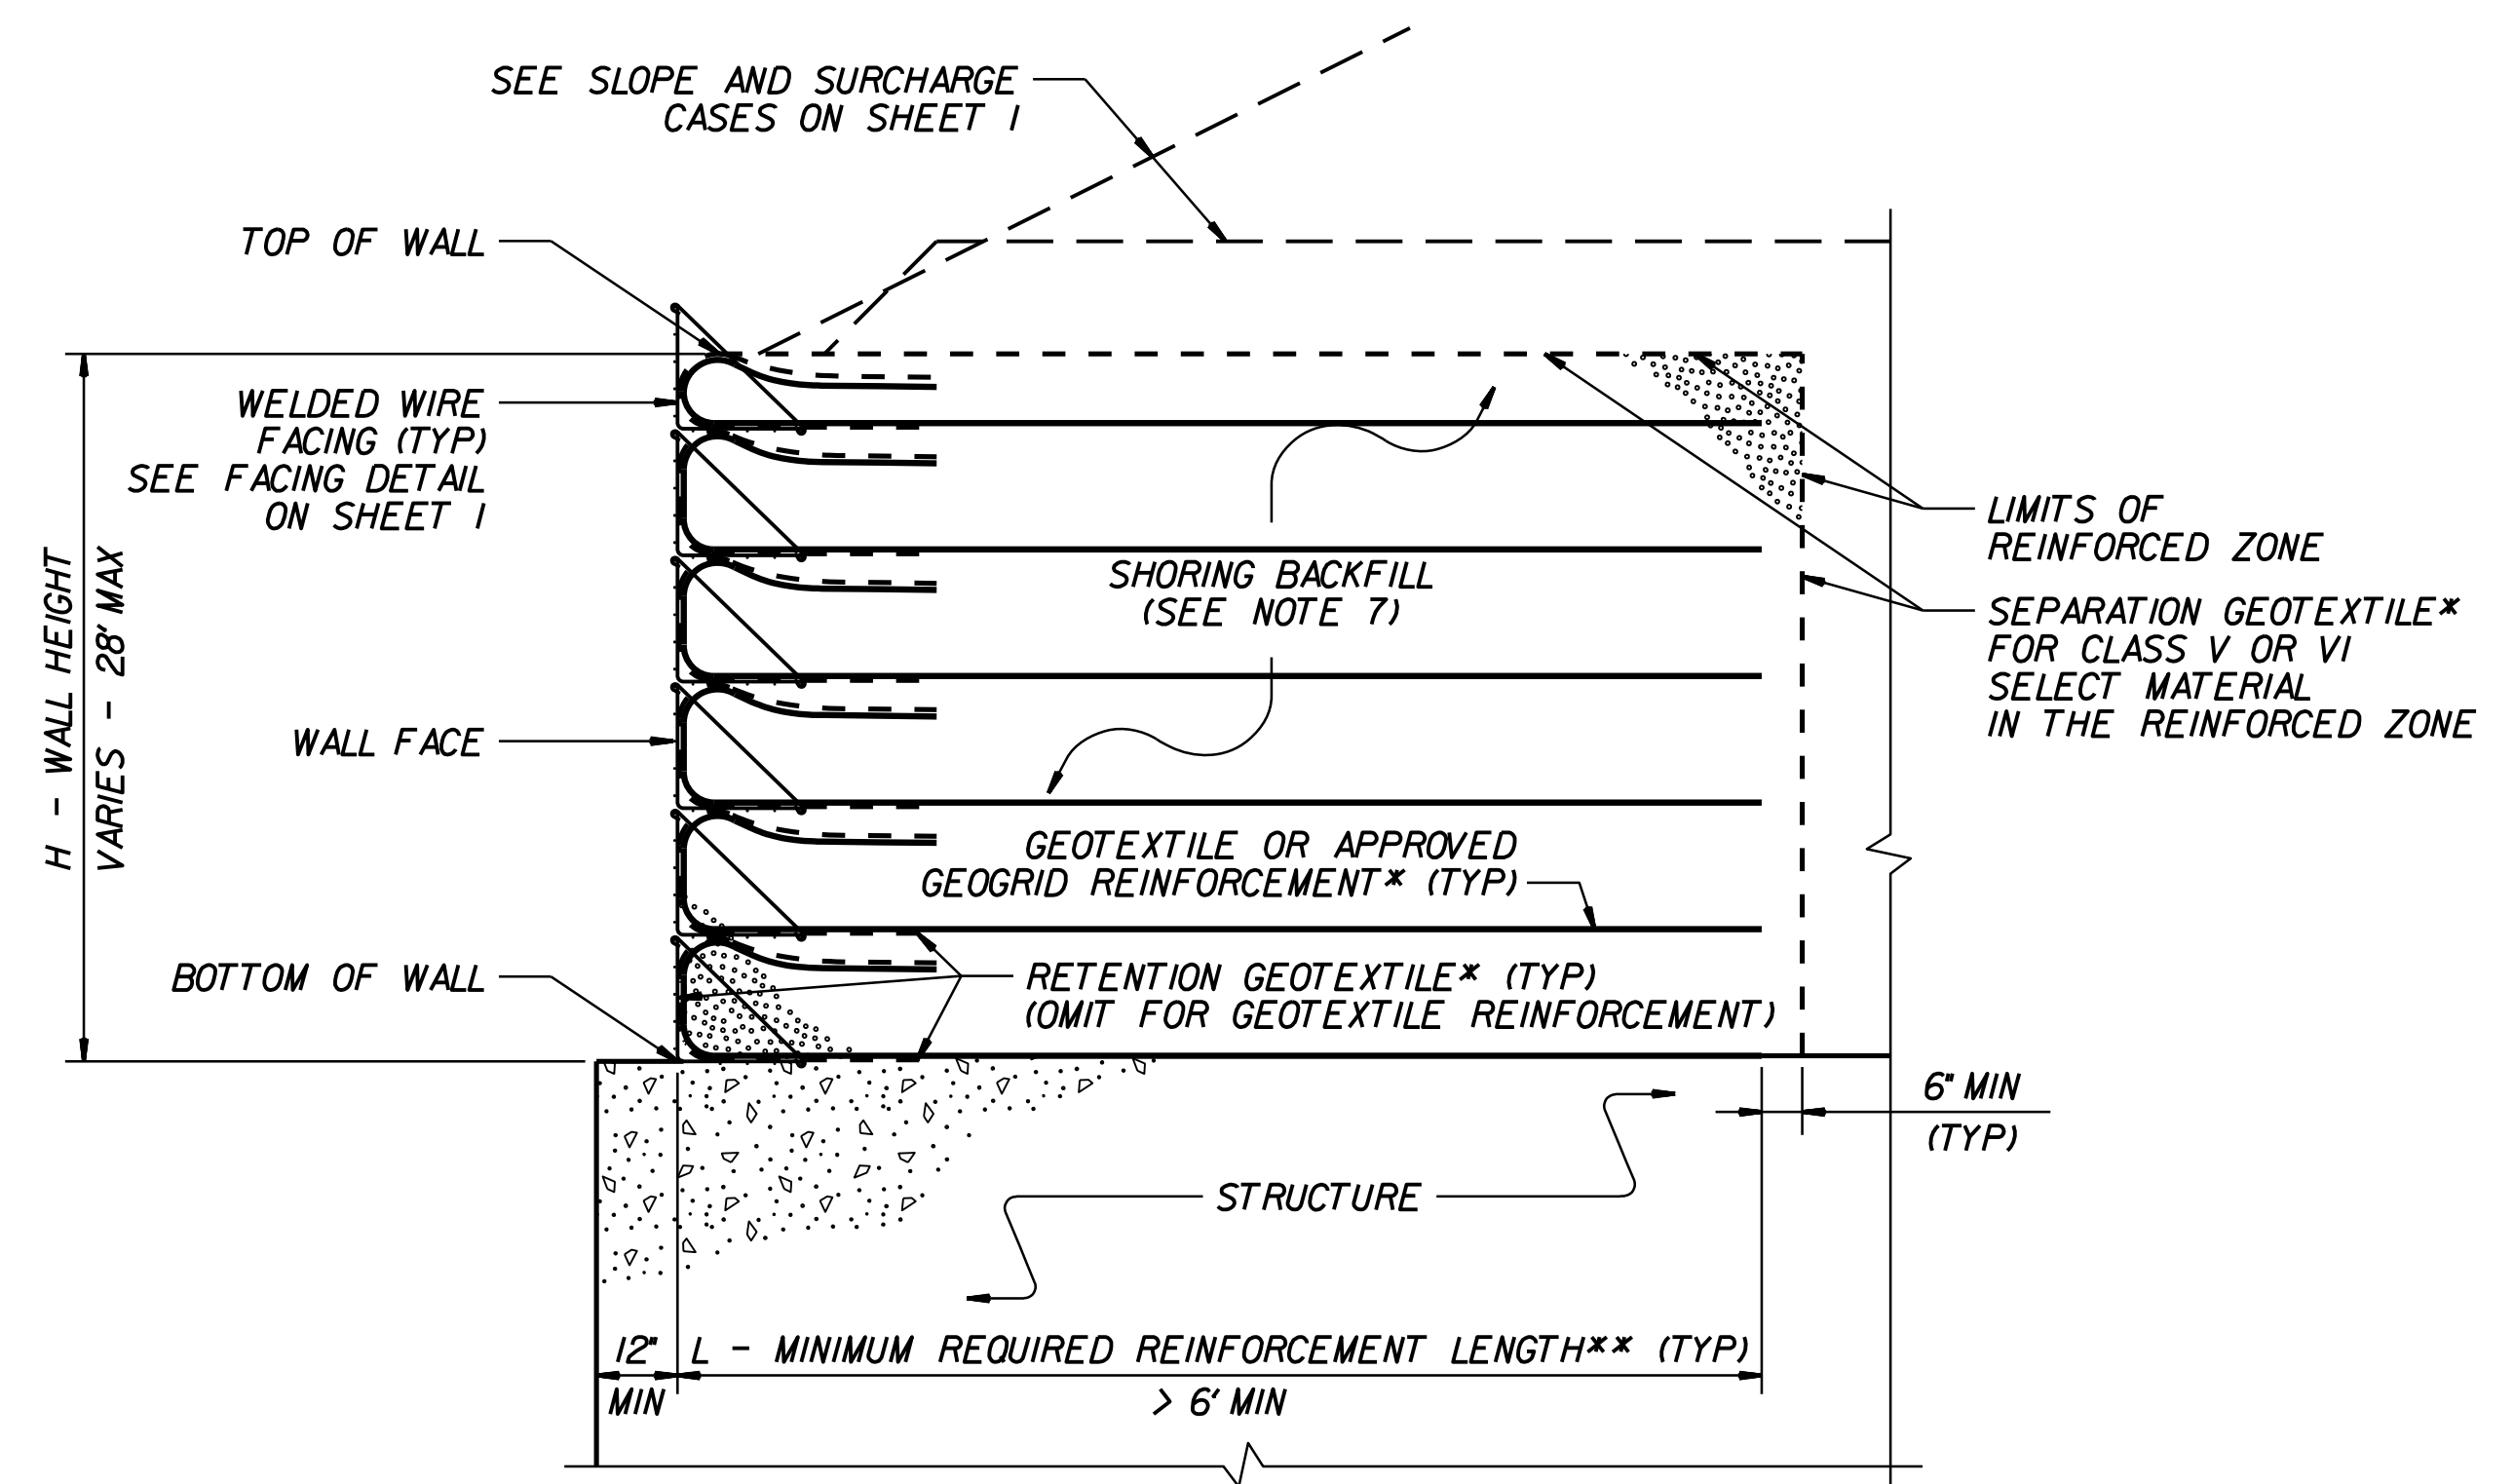 SEE SLOPE AND SURCHARGE
CASES ON SHEET 1
TOP OF WALL
WELDED WIRE
FACING (TYP)
SEE FACING DETAIL
ON SHEET 1
H - WALL HEIGHT
VARIES - 28' MAX
WALL FACE
BOTTOM OF WALL
SHORING BACKFILL
(SEE NOTE 7)
GEOTEXTILE OR APPROVED
GEOGRID REINFORCEMENT* (TYP)
RETENTION GEOTEXTILE* (TYP)
(OMIT FOR GEOTEXTILE REINFORCEMENT)
LIMITS OF
REINFORCED ZONE
SEPARATION GEOTEXTILE*
FOR CLASS V OR VI
SELECT MATERIAL
IN THE REINFORCED ZONE
6" MIN
(TYP)
STRUCTURE
12"
MIN
L - MINIMUM REQUIRED REINFORCEMENT LENGTH** (TYP)
> 6' MIN